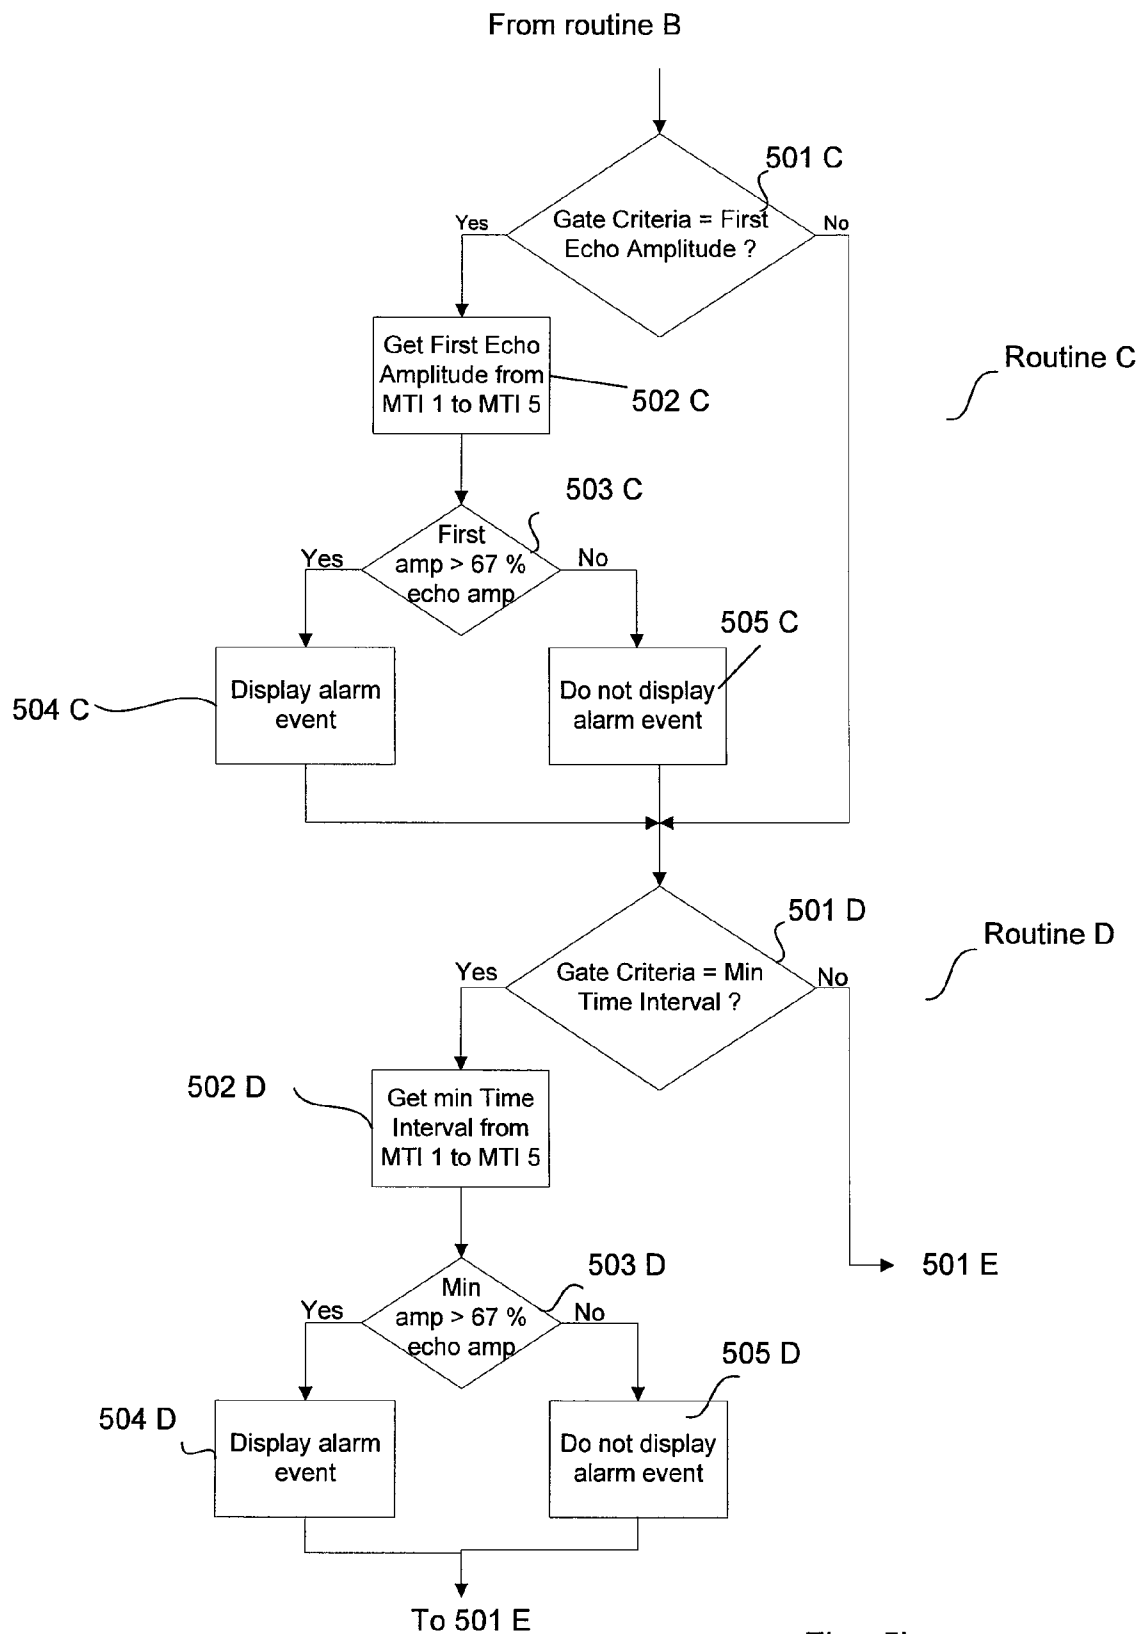 From routine B
501 C
Gate Criteria = First
Echo Amplitude ?
Yes
No
Get First Echo
Amplitude from
MTI 1 to MTI 5
502 C
Routine C
503 C
First
amp > 67 %
echo amp
Yes
No
505 C
Display alarm
event
504 C
Do not display
alarm event
501 D
Routine D
Gate Criteria = Min
Time Interval ?
Yes
No
502 D
Get min Time
Interval from
MTI 1 to MTI 5
501 E
503 D
Min
amp > 67 %
echo amp
Yes
No
505 D
504 D
Display alarm
event
Do not display
alarm event
To 501 E